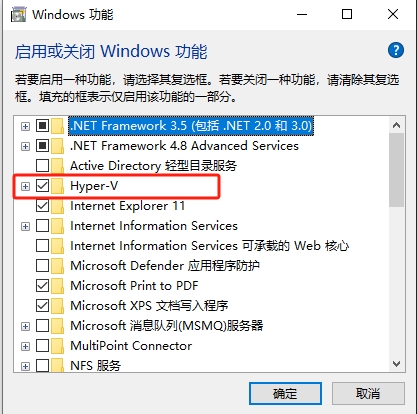 Windows 功能
启用或关闭 Windows 功能
若要启用一种功能，请选择其复选框。若要关闭一种功能，请清除其复选
框。填充的框表示仅启用该功能的一部分。
.NET Framework 3.5 (包括 .NET 2.0 和 3.0)
.NET Framework 4.8 Advanced Services
Active Directory 轻型目录服务
Hyper-V
Internet Explorer 11
Internet Information Services
Internet Information Services 可承载的 Web 核心
Microsoft Defender 应用程序防护
Microsoft Print to PDF
Microsoft XPS 文档写入程序
Microsoft 消息队列(MSMQ)服务器
MultiPoint Connector
NFS 服务
确定
取消